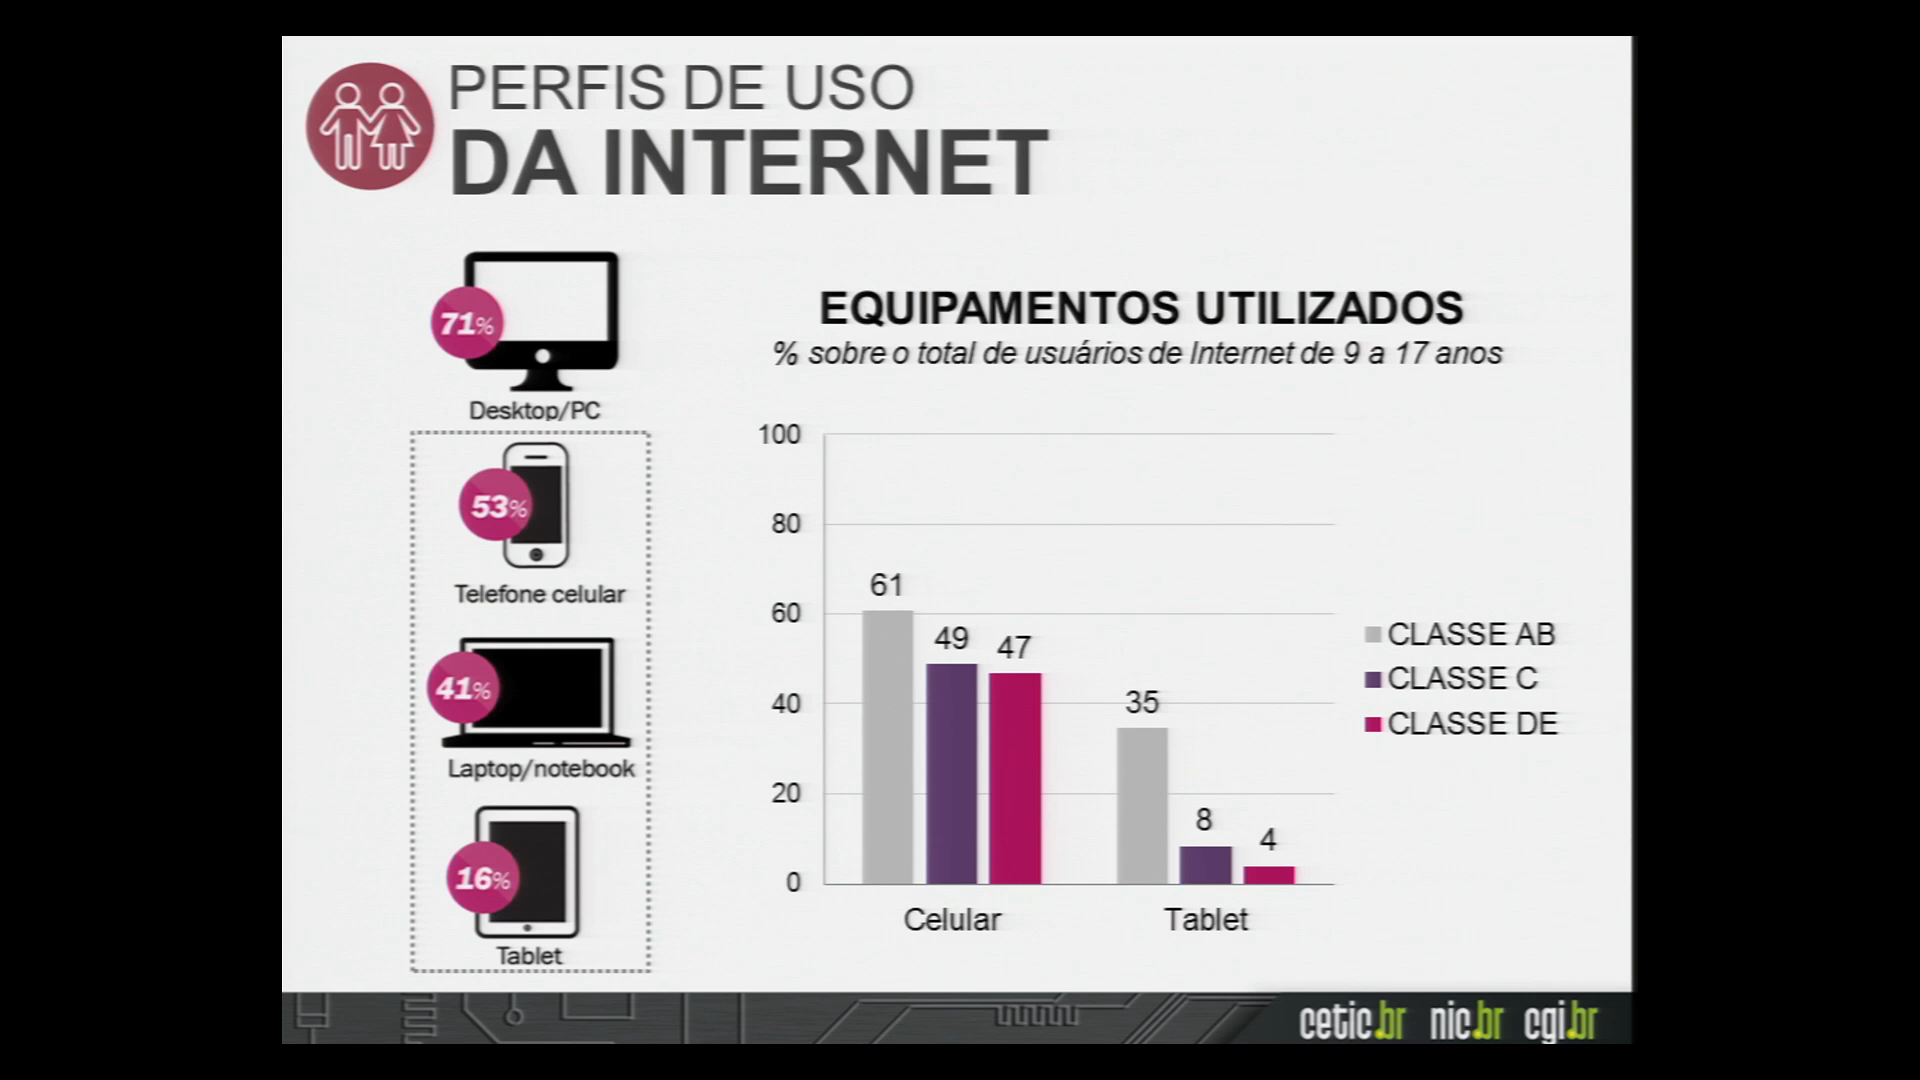 PERFIS DE USO
DA INTERNET
71%
Desktop/PC
53%
Telefone celular
41%
Laptop/notebook
16%
Tablet
EQUIPAMENTOS UTILIZADOS
% sobre o total de usuários de Internet de 9 a 17 anos
100
80
60
40
20
0
61
49
47
35
8
4
Celular
Tablet
CLASSE AB
CLASSE C
CLASSE DE
cetic.br nic.br cgi.br